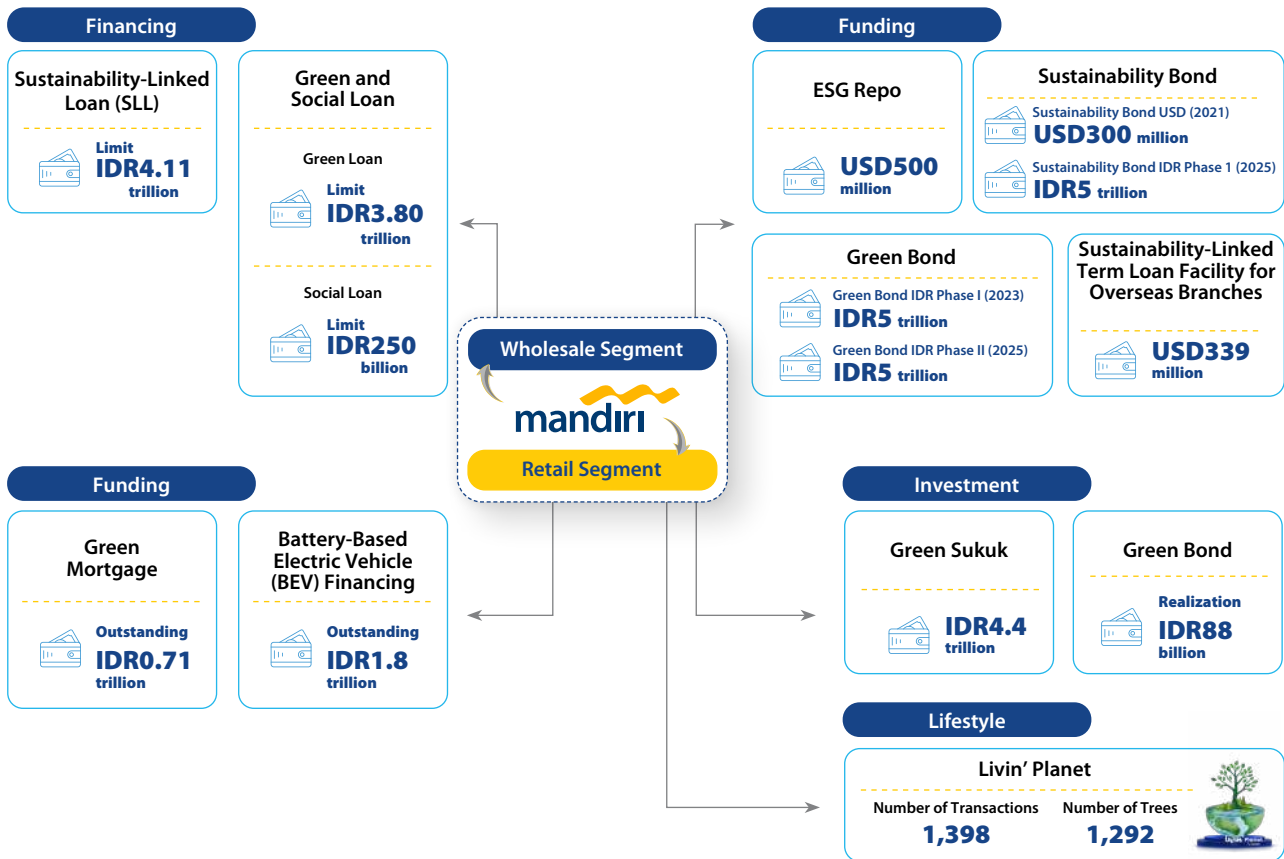 Financing
Sustainability-Linked
Loan (SLL)
Limit
IDR4.11
trillion
Green and
Social Loan
Green Loan
Limit
IDR3.80
trillion
Social Loan
Limit
IDR250
billion
Funding
ESG Repo
USD500
million
Sustainability Bond
Sustainability Bond USD (2021)
USD300 million
Sustainability Bond IDR Phase 1 (2025)
IDR5 trillion
Green Bond
Green Bond IDR Phase I (2023)
IDR5 trillion
Green Bond IDR Phase II (2025)
IDR5 trillion
Sustainability-Linked
Term Loan Facility for
Overseas Branches
USD339
million
Wholesale Segment
mandırı
Retail Segment
Funding
Green
Mortgage
Outstanding
IDR0.71
trillion
Battery-Based
Electric Vehicle
(BEV) Financing
Outstanding
IDR1.8
trillion
Investment
Green Sukuk
IDR4.4
trillion
Green Bond
Realization
IDR88
billion
Lifestyle
Livin’ Planet
Number of Transactions
1,398
Number of Trees
1,292